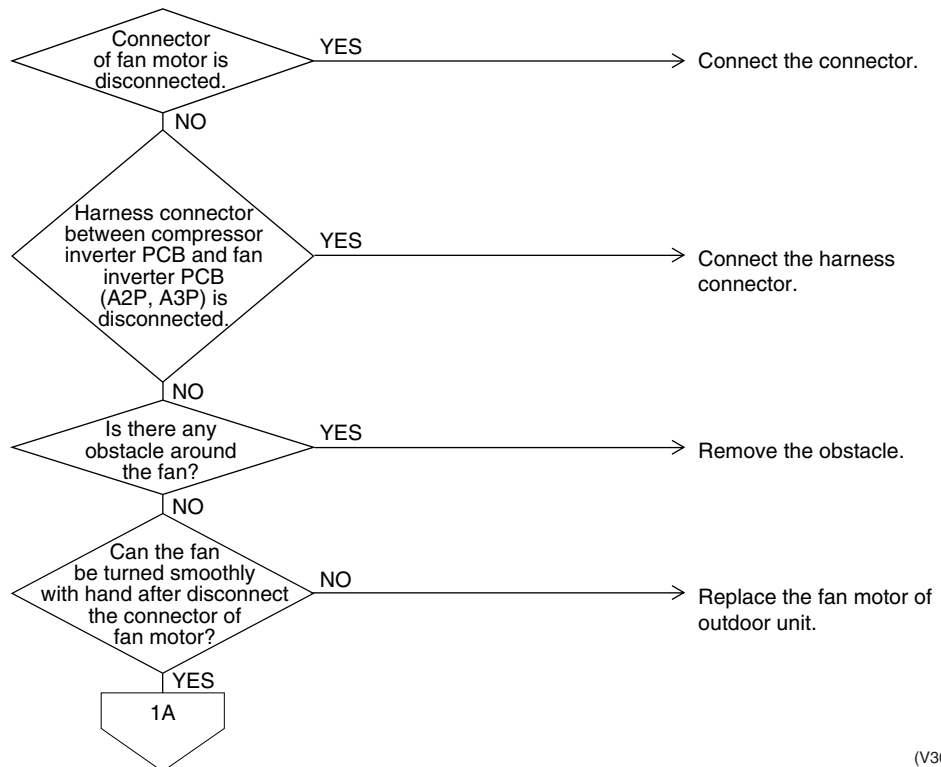 Connector
of fan motor is
disconnected.
YES
Connect the connector.
NO
Harness connector
between compressor
inverter PCB and fan
inverter PCB
(A2P, A3P) is
disconnected.
YES
Connect the harness
connector.
NO
Is there any
obstacle around
the fan?
YES
Remove the obstacle.
NO
Can the fan
be turned smoothly
with hand after disconnect
the connector of
fan motor?
NO
Replace the fan motor of
outdoor unit.
YES
1A